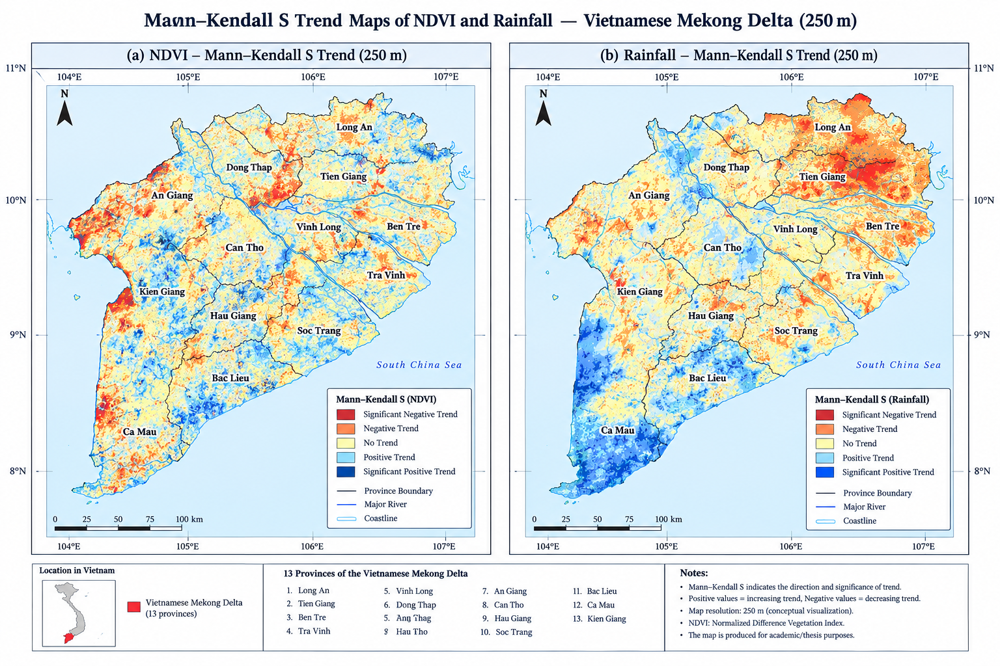 Mann–Kendall S Trend Maps of NDVI and Rainfall — Vietnamese Mekong Delta (250 m)
(a) NDVI – Mann–Kendall S Trend (250 m)
11°N
104°E 105°E 106°E 107°E
N
Long An
Dong Thap
Tien Giang
An Giang
10°N
Vinh Long
Ben Tre
Can Tho
Tra Vinh
Kien Giang
Hau Giang
Soc Trang
9°N
South China Sea
Bac Lieu
Ca Mau
8°N
Mann–Kendall S (NDVI)
Significant Negative Trend
Negative Trend
No Trend
Positive Trend
Significant Positive Trend
Province Boundary
Major River
Coastline
0 25 50 75 100 km
104°E 105°E 106°E 107°E
(b) Rainfall – Mann–Kendall S Trend (250 m)
11°N
104°E 105°E 106°E 107°E
N
Long An
Dong Thap
Tien Giang
An Giang
10°N
Vinh Long
Ben Tre
Can Tho
Tra Vinh
Kien Giang
Hau Giang
Soc Trang
9°N
South China Sea
Bac Lieu
Ca Mau
8°N
Mann–Kendall S (Rainfall)
Significant Negative Trend
Negative Trend
No Trend
Positive Trend
Significant Positive Trend
Province Boundary
Major River
Coastline
0 25 50 75 100 km
104°E 105°E 106°E 107°E
Location in Vietnam
Vietnamese Mekong Delta
(13 provinces)
13 Provinces of the Vietnamese Mekong Delta
1. Long An
2. Tien Giang
3. Ben Tre
4. Tra Vinh
5. Vinh Long
6. Dong Thap
5. Ang Thag
8 Hau Tho
7. An Giang
8. Can Tho
9. Hau Giang
10. Soc Trang
11. Bac Lieu
12. Ca Mau
13. Kien Giang
Notes:
• Mann–Kendall S indicates the direction and significance of trend.
• Positive values = increasing trend, Negative values = decreasing trend.
• Map resolution: 250 m (conceptual visualization).
• NDVI: Normalized Difference Vegetation Index.
• The map is produced for academic/thesis purposes.